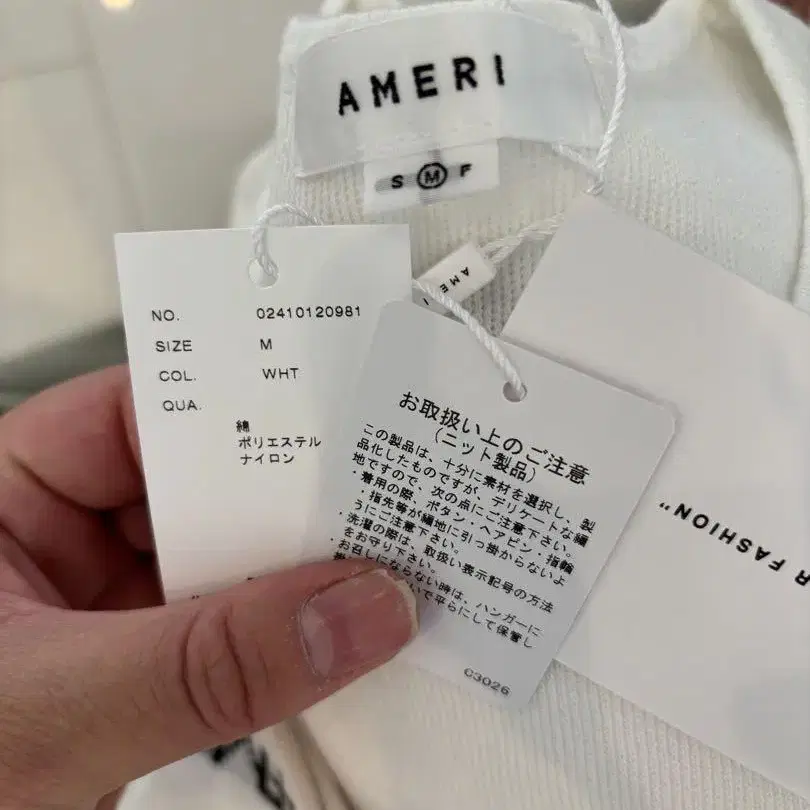 AMERI
S M F
AMERI
NO. 02410120981
SIZE M
COL. WHT
QUA.
綿
ポリエステル
ナイロン
お取扱い上のご注意
(ニット製品)
この製品は、十分に素材を選択し、製
品化したものですが、デリケートな編
地ですので、次の点にご注意下さい。
・着用の際、ボタン・ヘアピン・指輪
・指先等が編地に引っ掛からないよ
うにご注意下さい。
・洗濯の際は、取扱い表示記号の方法
をお守り下さい。
・お召しにならない時は、ハンガーに
いで平らにして保管し
C3026
R FASHION"